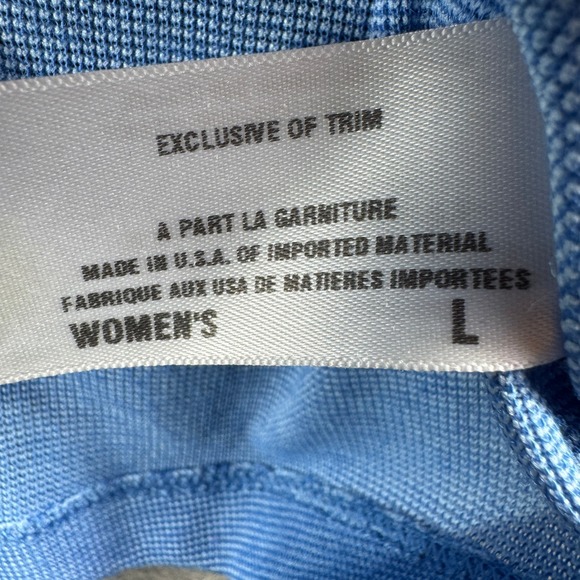 EXCLUSIVE OF TRIM
A PART LA GARNITURE
MADE IN U.S.A. OF IMPORTED MATERIAL
FABRIQUE AUX USA DE MATIERES IMPORTEES
WOMEN'S L